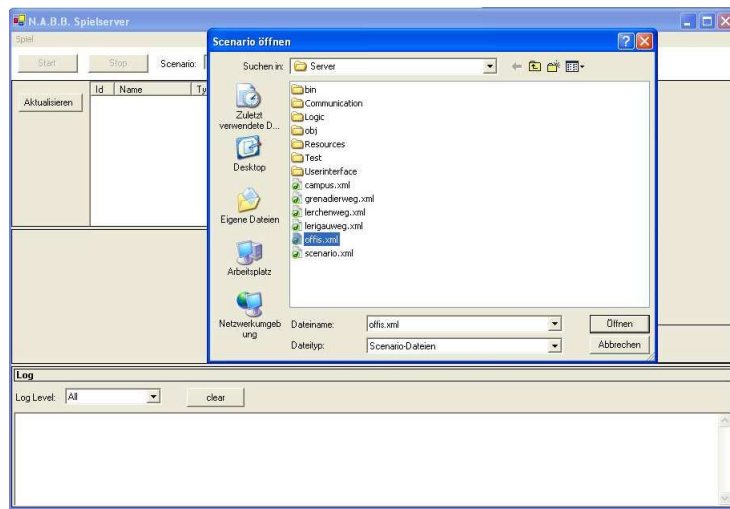 N.A.B.B. Spielserver
Spiel
Start
Stop
Scenario:
Aktualisieren
Id
Name
Ty
Scenario öffnen
Suchen in:
Server
Zuletzt
verwendete D...
Desktop
Eigene Dateien
Arbeitsplatz
Netzwerkumgeb
ung
bin
Communication
Logic
obj
Resources
Test
Userinterface
campus.xml
grenadierweg.xml
lerchenweg.xml
lerigauweg.xml
offis.xml
scenario.xml
Dateiname:
offis.xml
Öffnen
Dateityp:
Scenario-Dateien
Abbrechen
Log
Log Level:
All
clear